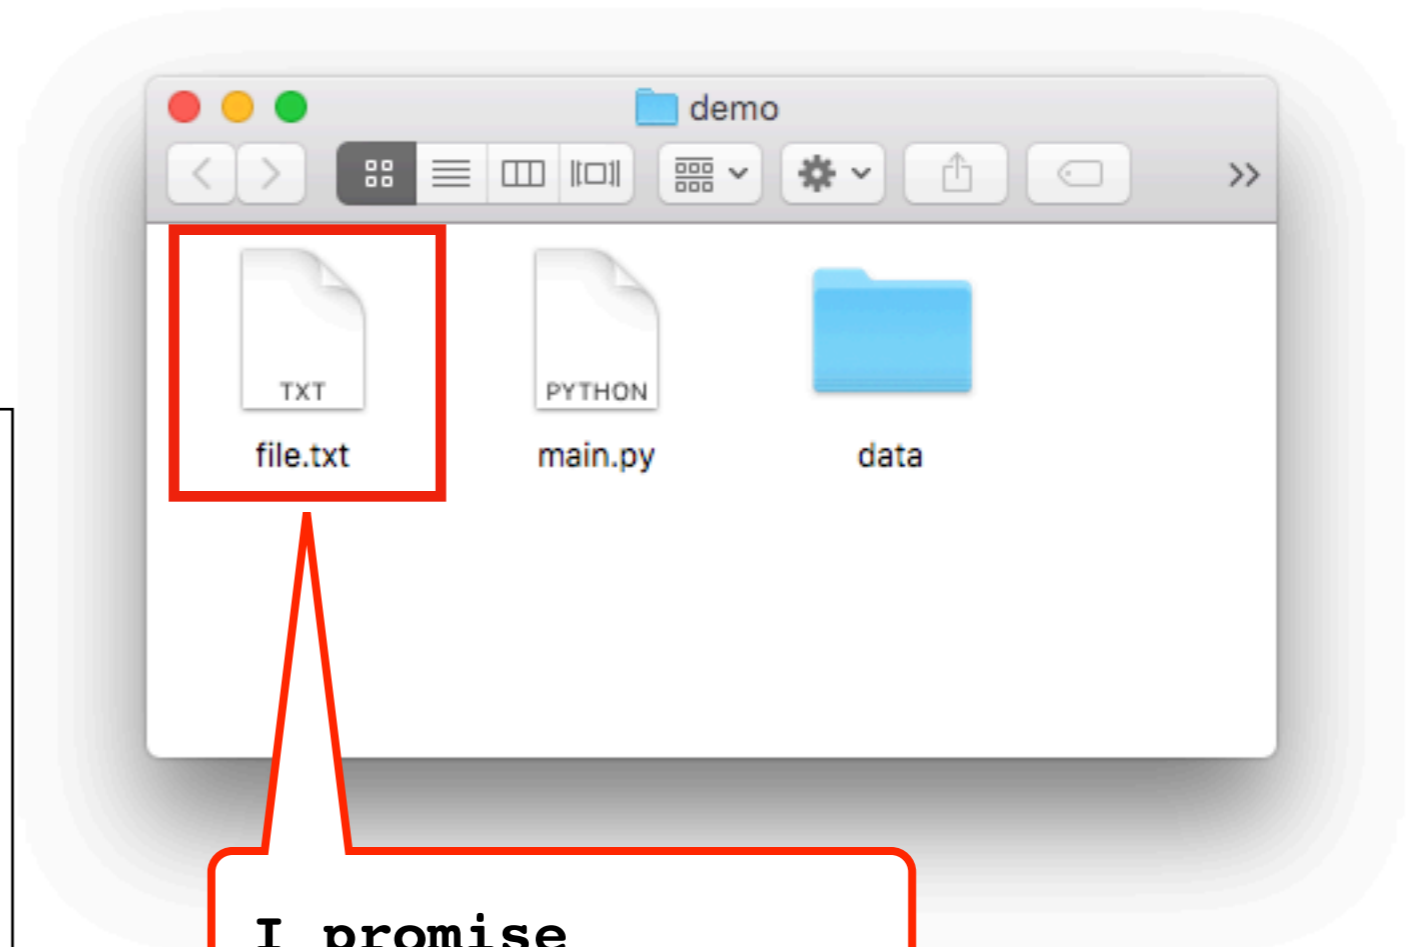 demo
TXT
PYTHON
file.txt
main.py
data
I promise